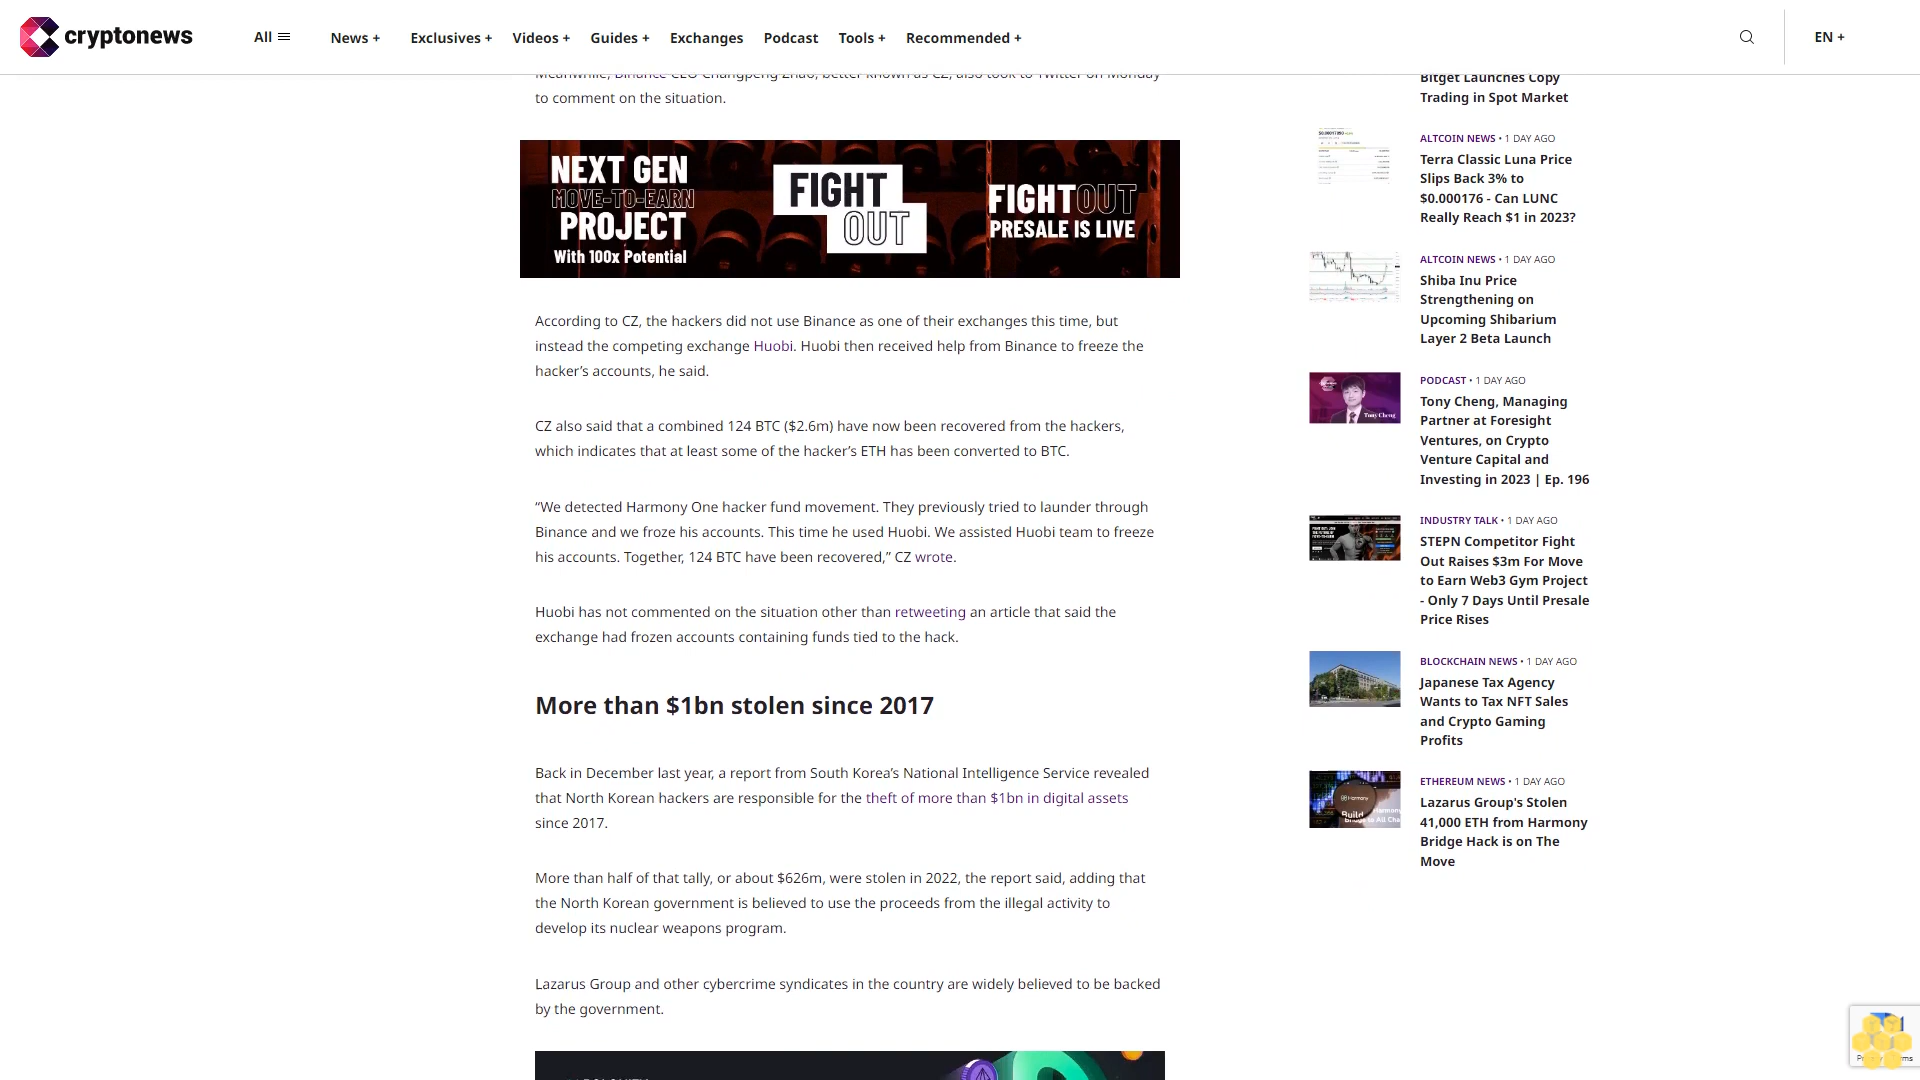 cryptonews
All
News +
Exclusives +
Videos +
Guides +
Exchanges
Podcast
Tools +
Recommended +
EN +
Meanwhile, Binance CEO Changpeng Zhao, better known as CZ, also took to Twitter on Monday
to comment on the situation.
NEXT GEN
MOVE-TO-EARN
PROJECT
With 100x Potential
FIGHT
OUT
FIGHTOUT
PRESALE IS LIVE
According to CZ, the hackers did not use Binance as one of their exchanges this time, but
instead the competing exchange Huobi. Huobi then received help from Binance to freeze the
hacker’s accounts, he said.
CZ also said that a combined 124 BTC ($2.6m) have now been recovered from the hackers,
which indicates that at least some of the hacker’s ETH has been converted to BTC.
“We detected Harmony One hacker fund movement. They previously tried to launder through
Binance and we froze his accounts. This time he used Huobi. We assisted Huobi team to freeze
his accounts. Together, 124 BTC have been recovered,” CZ wrote.
Huobi has not commented on the situation other than retweeting an article that said the
exchange had frozen accounts containing funds tied to the hack.
More than $1bn stolen since 2017
Back in December last year, a report from South Korea’s National Intelligence Service revealed
that North Korean hackers are responsible for the theft of more than $1bn in digital assets
since 2017.
More than half of that tally, or about $626m, were stolen in 2022, the report said, adding that
the North Korean government is believed to use the proceeds from the illegal activity to
develop its nuclear weapons program.
Lazarus Group and other cybercrime syndicates in the country are widely believed to be backed
by the government.
Bitget Launches Copy
Trading in Spot Market
ALTCOIN NEWS • 1 DAY AGO
Terra Classic Luna Price
Slips Back 3% to
$0.000176 - Can LUNC
Really Reach $1 in 2023?
ALTCOIN NEWS • 1 DAY AGO
Shiba Inu Price
Strengthening on
Upcoming Shibarium
Layer 2 Beta Launch
Tony Cheng
PODCAST • 1 DAY AGO
Tony Cheng, Managing
Partner at Foresight
Ventures, on Crypto
Venture Capital and
Investing in 2023 | Ep. 196
INDUSTRY TALK • 1 DAY AGO
STEPN Competitor Fight
Out Raises $3m For Move
to Earn Web3 Gym Project
- Only 7 Days Until Presale
Price Rises
BLOCKCHAIN NEWS • 1 DAY AGO
Japanese Tax Agency
Wants to Tax NFT Sales
and Crypto Gaming
Profits
Harmony
Build
ETHEREUM NEWS • 1 DAY AGO
Lazarus Group's Stolen
41,000 ETH from Harmony
Bridge Hack is on The
Move